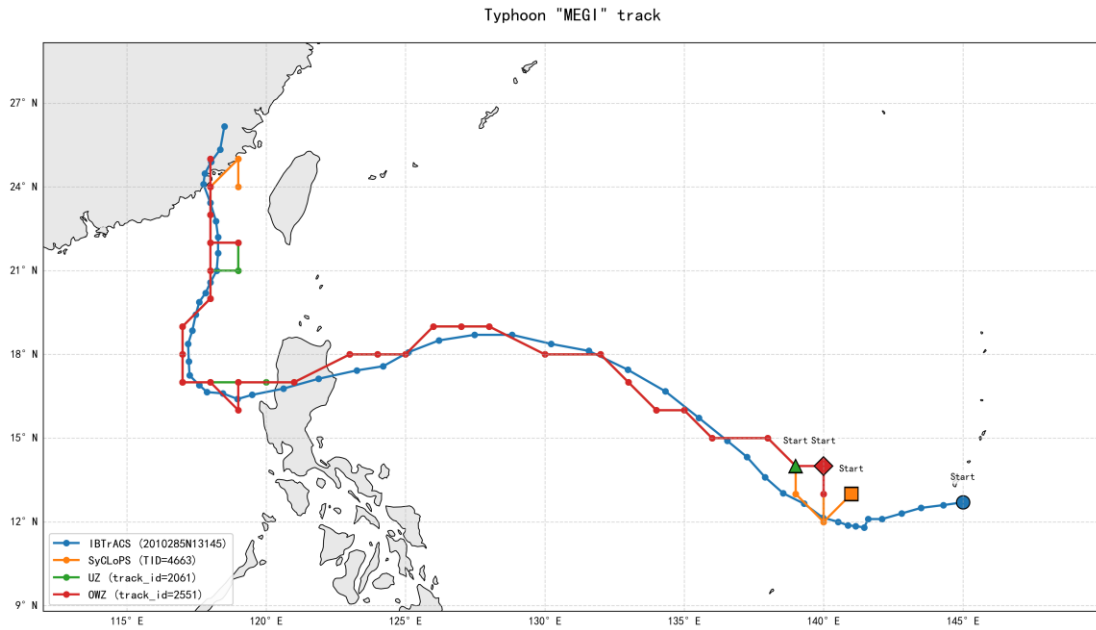 Typhoon "MEGI" track
27° N
24° N
21° N
18° N
15° N
12° N
9° N
Start Start
Start
Start
IBTrACS (2010285N13145)
SyCLoPS (TID=4663)
UZ (track_id=2061)
OWZ (track_id=2551)
115° E 120° E 125° E 130° E 135° E 140° E 145° E